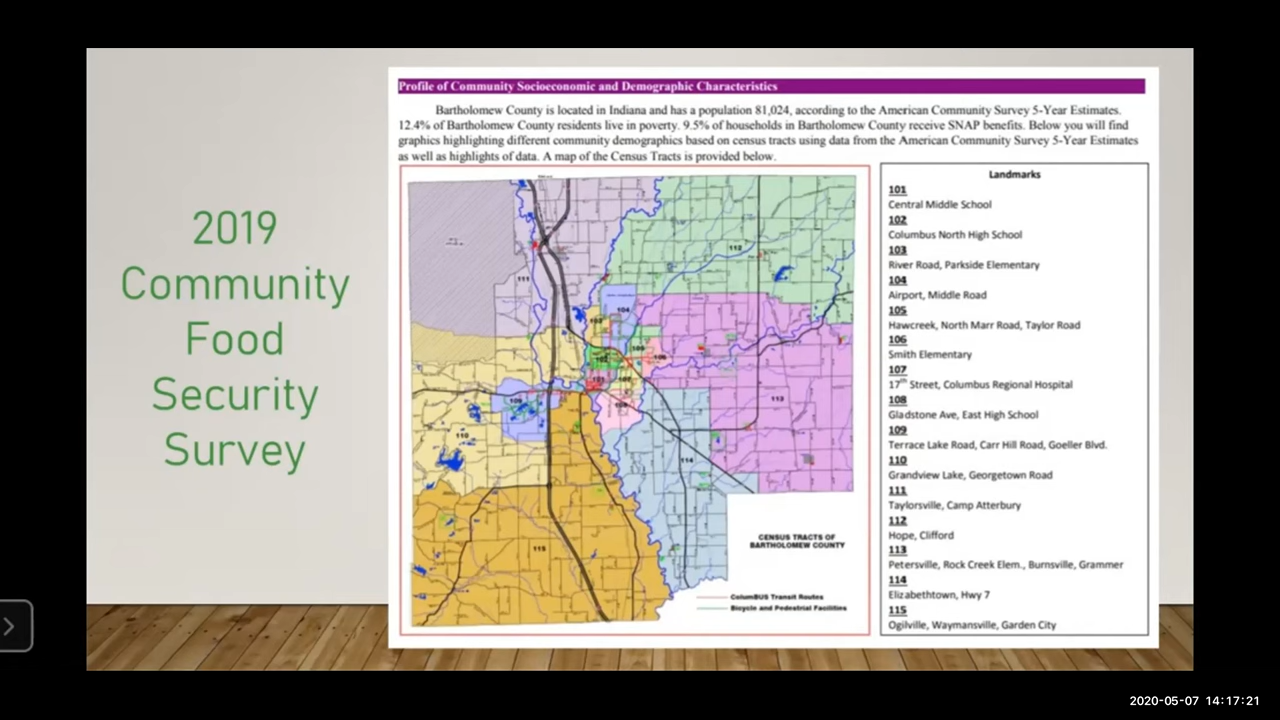 2019
Community
Food
Security
Survey
Profile of Community Socioeconomic and Demographic Characteristics
Bartholomew County is located in Indiana and has a population 81,024, according to the American Community Survey 5-Year Estimates.
12.4% of Bartholomew County residents live in poverty. 9.5% of households in Bartholomew County receive SNAP benefits. Below you will find
graphics highlighting different community demographics based on census tracts using data from the American Community Survey 5-Year Estimates
as well as highlights of data. A map of the Census Tracts is provided below.
112
111
104
103
105
106
102
101
107
108
109
113
110
114
115
CENSUS TRACTS OF
BARTHOLOMEW COUNTY
ColumBUS Transit Routes
Bicycle and Pedestrial Facilities
Landmarks
101
Central Middle School
102
Columbus North High School
103
River Road, Parkside Elementary
104
Airport, Middle Road
105
Hawcreek, North Marr Road, Taylor Road
106
Smith Elementary
107
17th Street, Columbus Regional Hospital
108
Gladstone Ave, East High School
109
Terrace Lake Road, Carr Hill Road, Goeller Blvd.
110
Grandview Lake, Georgetown Road
111
Taylorsville, Camp Atterbury
112
Hope, Clifford
113
Petersville, Rock Creek Elem., Burnsville, Grammer
114
Elizabethtown, Hwy 7
115
Ogilville, Waymansville, Garden City
2020-05-07 14:17:21